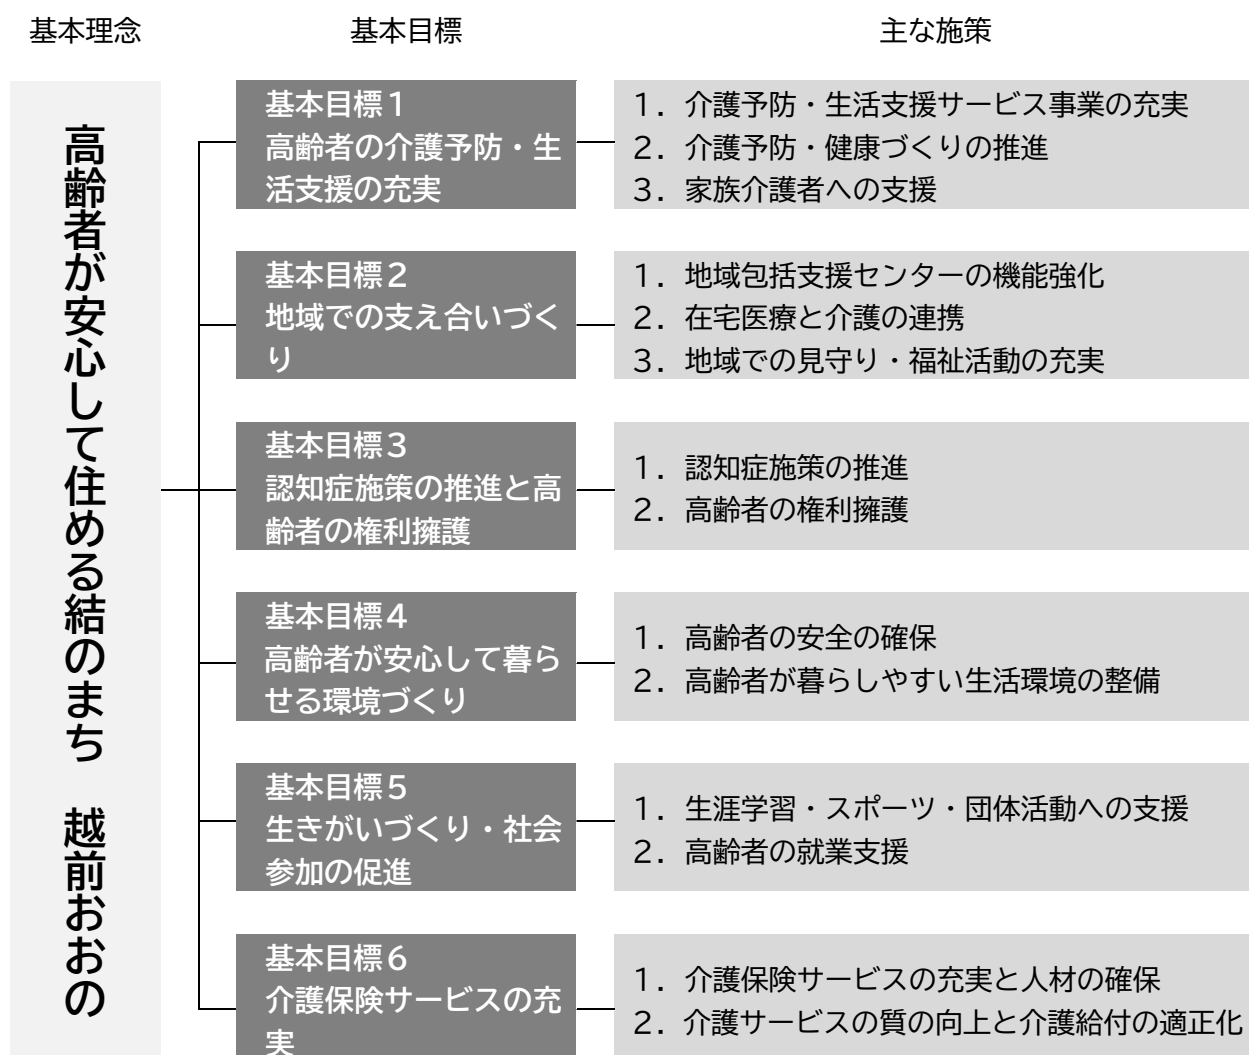 基本理念
基本目標
主な施策
高齢者が安心して住める結のまち　越前おおの
基本目標１
高齢者の介護予防・生
活支援の充実
１．介護予防・生活支援サービス事業の充実
２．介護予防・健康づくりの推進
３．家族介護者への支援
基本目標２
地域での支え合いづく
り
１．地域包括支援センターの機能強化
２．在宅医療と介護の連携
３．地域での見守り・福祉活動の充実
基本目標３
認知症施策の推進と高
齢者の権利擁護
１．認知症施策の推進
２．高齢者の権利擁護
基本目標４
高齢者が安心して暮ら
せる環境づくり
１．高齢者の安全の確保
２．高齢者が暮らしやすい生活環境の整備
基本目標５
生きがいづくり・社会
参加の促進
１．生涯学習・スポーツ・団体活動への支援
２．高齢者の就業支援
基本目標６
介護保険サービスの充
実
１．介護保険サービスの充実と人材の確保
２．介護サービスの質の向上と介護給付の適正化